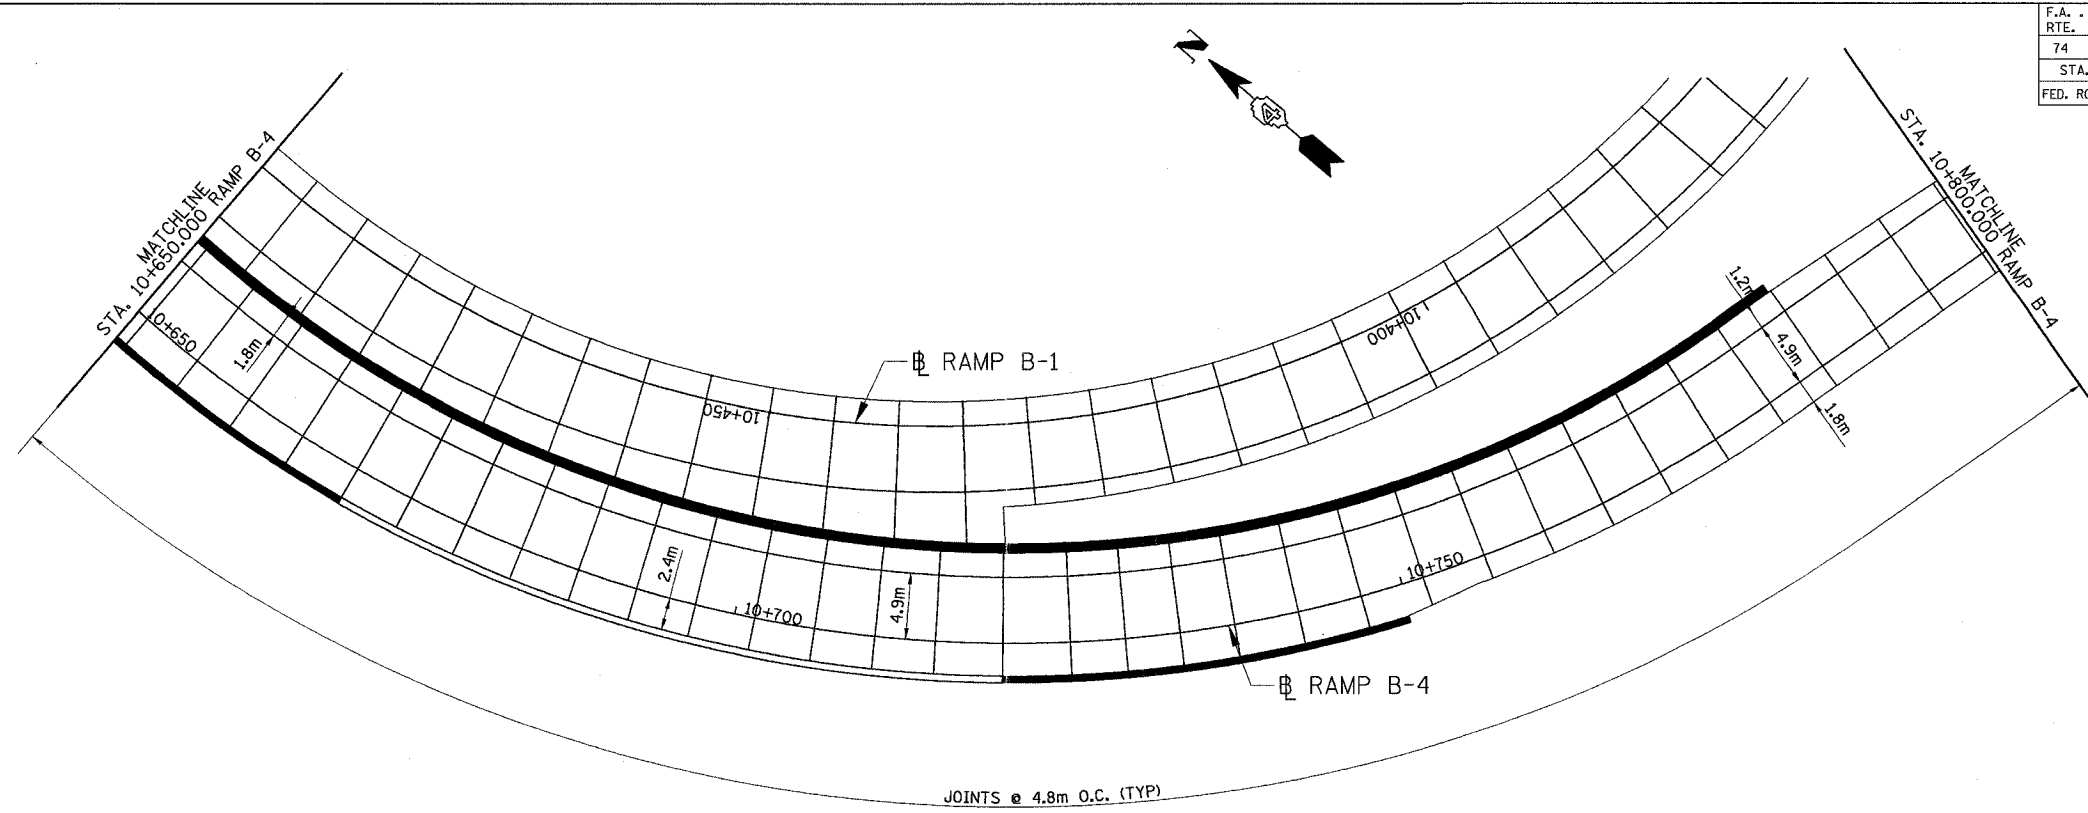 F.A. .
RTE.
74
STA.
FED. RO
N
4
MATCHLINE
STA. 10+650.000 RAMP B-4
STA. 10+800.000 RAMP B-4
MATCHLINE
10+650
1.8m
10+450
℄ RAMP B-1
10+400
1.2m
4.9m
1.8m
2.4m
10+700
4.9m
10+750
℄ RAMP B-4
JOINTS @ 4.8m O.C. (TYP)